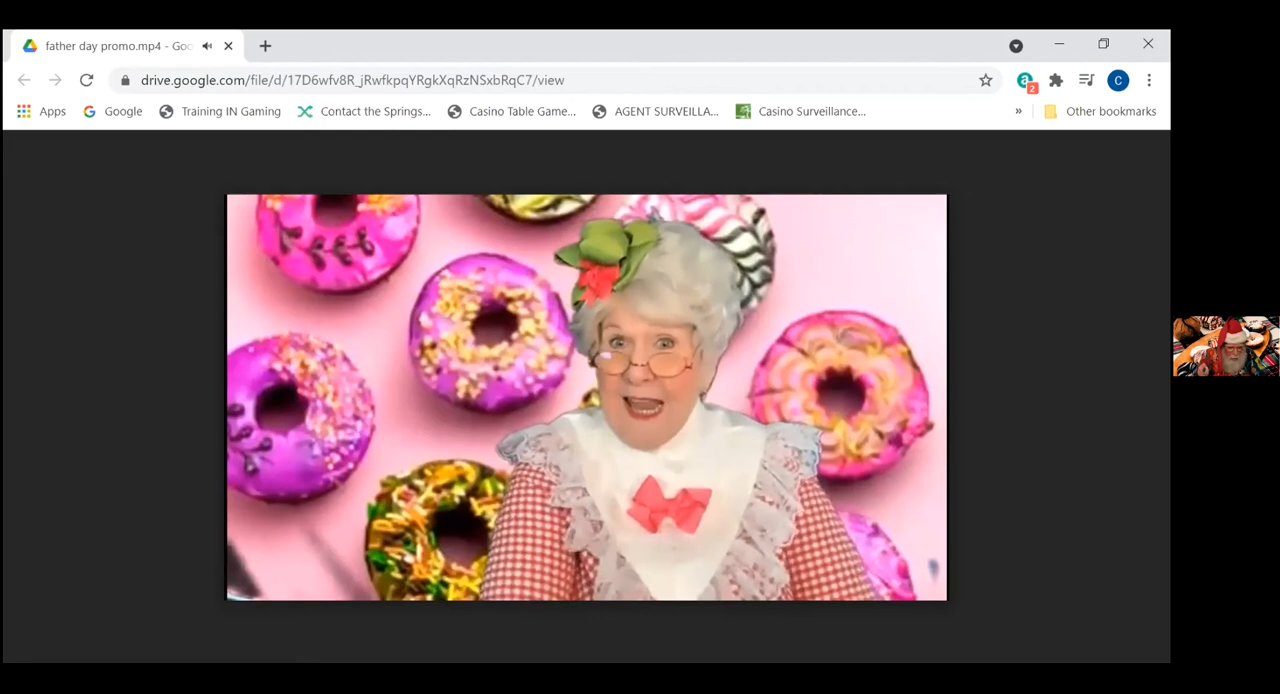 father day promo.mp4 - Goo
drive.google.com/file/d/17D6wfv8R_jRwfkpqYRgkXqRzNSxbRqC7/view
2
C
Apps Google Training IN Gaming Contact the Springs... Casino Table Game... AGENT SURVEILLA... Casino Surveillance... » Other bookmarks